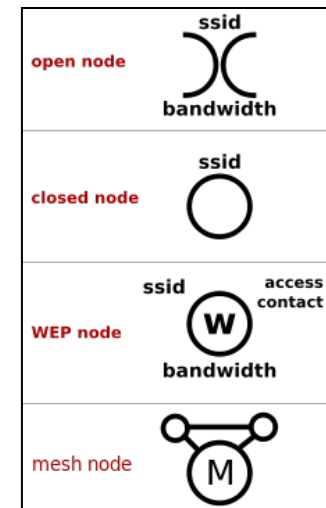 ssid
open node
bandwidth
ssid
closed node
ssid
access
contact
W
WEP node
bandwidth
mesh node
M